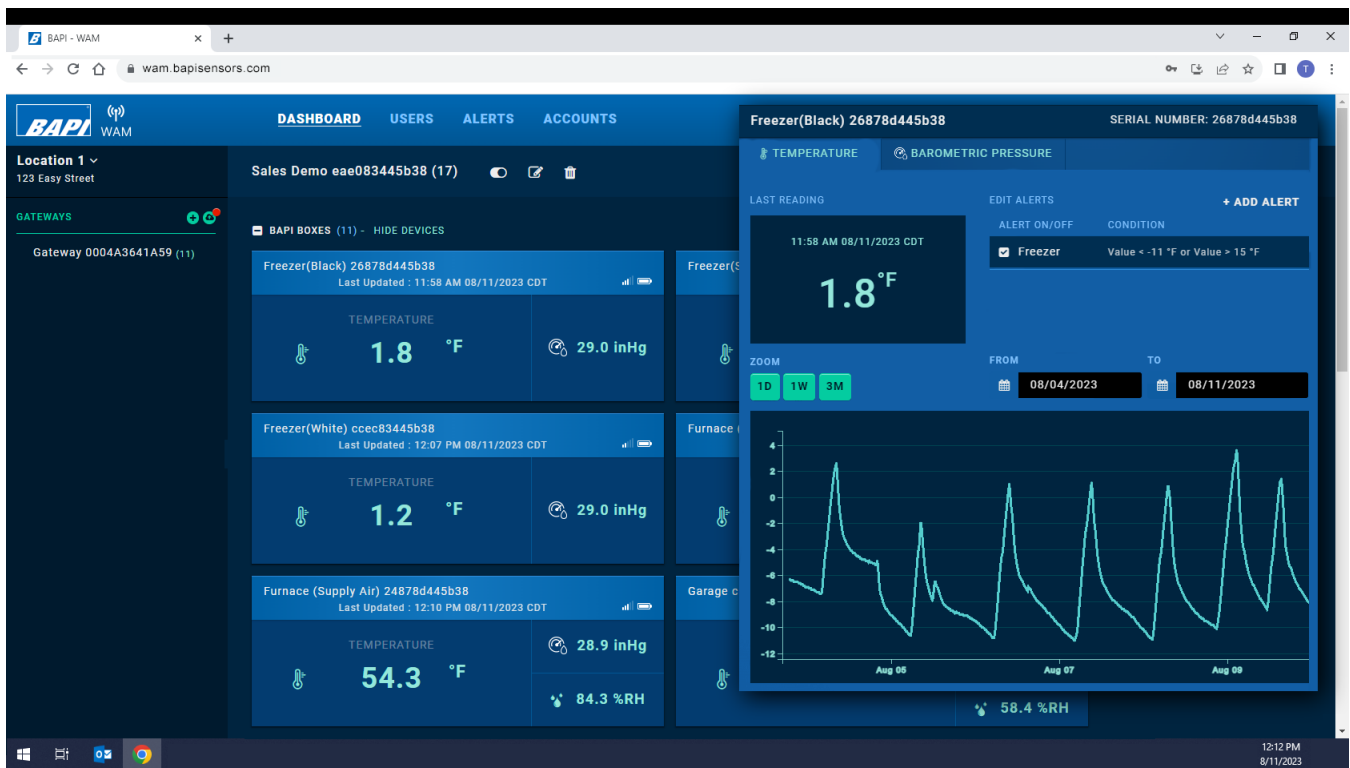 BAPI - WAM
wam.bapisensors.com
T
BAPI WAM
DASHBOARD USERS ALERTS ACCOUNTS
Location 1
123 Easy Street
Sales Demo eae083445b38 (17)
GATEWAYS
Gateway 0004A3641A59 (11)
BAPI BOXES (11) - HIDE DEVICES
Freezer(Black) 26878d445b38
Last Updated : 11:58 AM 08/11/2023 CDT
TEMPERATURE
1.8 °F
29.0 inHg
Freezer(S
Freezer(White) ccec83445b38
Last Updated : 12:07 PM 08/11/2023 CDT
TEMPERATURE
1.2 °F
29.0 inHg
Furnace
Furnace (Supply Air) 24878d445b38
Last Updated : 12:10 PM 08/11/2023 CDT
TEMPERATURE
54.3 °F
28.9 inHg
84.3 %RH
Garage c
58.4 %RH
Freezer(Black) 26878d445b38
SERIAL NUMBER: 26878d445b38
TEMPERATURE
BAROMETRIC PRESSURE
LAST READING
11:58 AM 08/11/2023 CDT
1.8 °F
EDIT ALERTS
+ ADD ALERT
ALERT ON/OFF CONDITION
Freezer Value < -11 °F or Value > 15 °F
ZOOM
1D 1W 3M
FROM TO
08/04/2023 08/11/2023
4
2
0
-2
-4
-6
-8
-10
-12
Aug 05 Aug 07 Aug 09
12:12 PM
8/11/2023